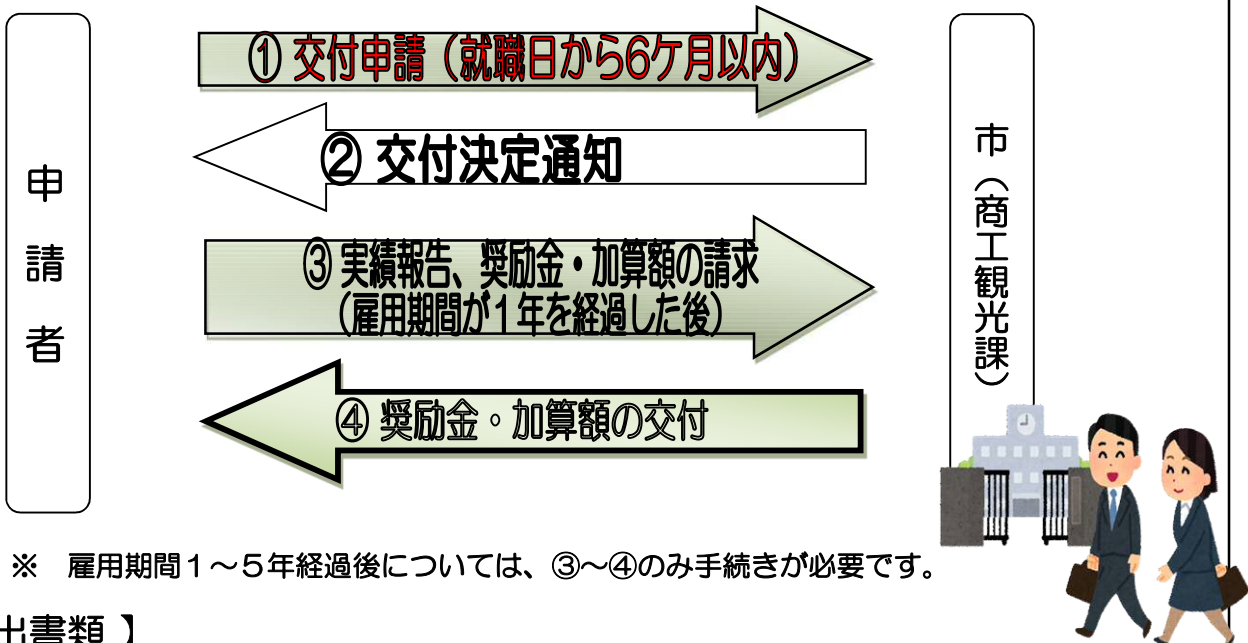 申請者
① 交付申請（就職日から6ケ月以内）
② 交付決定通知
③ 実績報告、奨励金・加算額の請求
（雇用期間が１年を経過した後）
④ 奨励金・加算額の交付
市（商工観光課）
※　雇用期間１～５年経過後については、③～④のみ手続きが必要です。
出書類 】